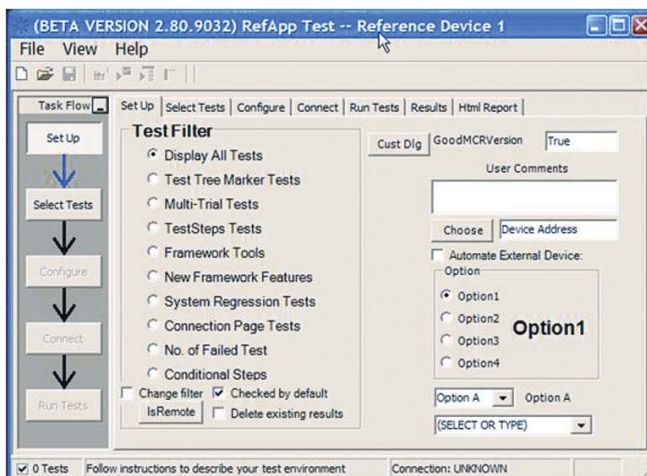 (BETA VERSION 2.80.9032) RefApp Test -- Reference Device 1
File View Help
Task Flow
Set Up
Select Tests
Configure
Connect
Run Tests
Set Up Select Tests Configure Connect Run Tests Results Html Report
Test Filter
Display All Tests
Test Tree Marker Tests
Multi-Trial Tests
TestSteps Tests
Framework Tools
New Framework Features
System Regression Tests
Connection Page Tests
No. of Failed Test
Conditional Steps
Change filter Checked by default
IsRemote Delete existing results
Cust Dlg GoodMCRVersion True
User Comments
Choose Device Address
Automate External Device:
Option
Option1
Option2
Option3
Option4
Option1
Option A Option A
(SELECT OR TYPE)
0 Tests Follow instructions to describe your test environment Connection: UNKNOWN